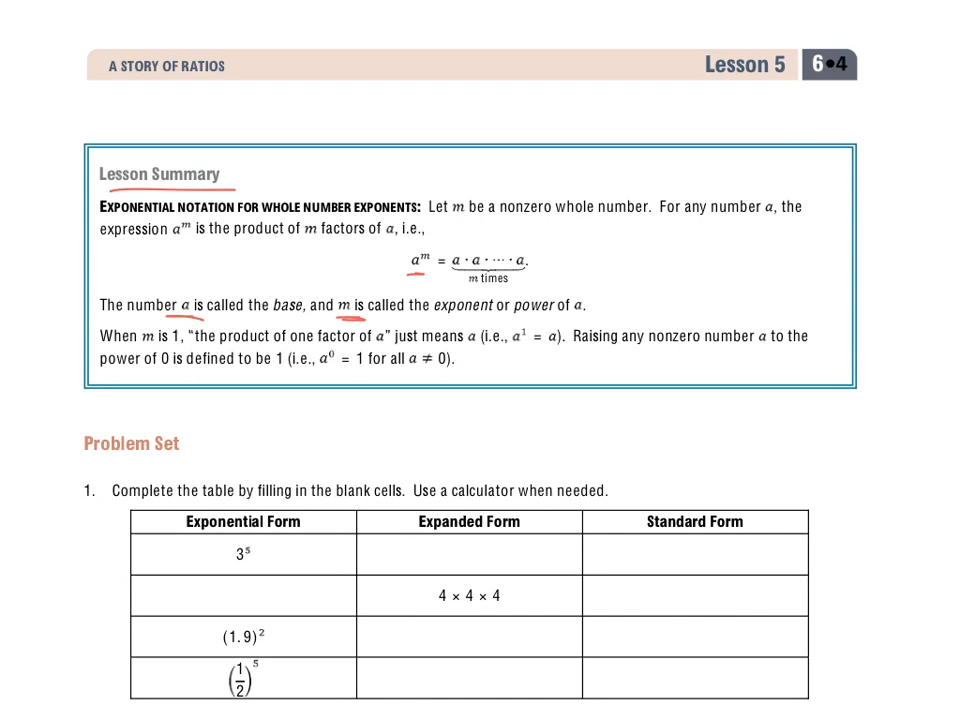 A STORY OF RATIOS
Lesson 5
6•4
Lesson Summary
EXPONENTIAL NOTATION FOR WHOLE NUMBER EXPONENTS: Let m be a nonzero whole number. For any number a, the
expression aᵐ is the product of m factors of a, i.e.,
aᵐ = a · a · ⋯ · a.
m times
The number a is called the base, and m is called the exponent or power of a.
When m is 1, “the product of one factor of a” just means a (i.e., a¹ = a). Raising any nonzero number a to the
power of 0 is defined to be 1 (i.e., a⁰ = 1 for all a ≠ 0).
Problem Set
1. Complete the table by filling in the blank cells. Use a calculator when needed.
Exponential Form Expanded Form Standard Form
3⁵
4 × 4 × 4
(1.9)²
(1/2)⁵